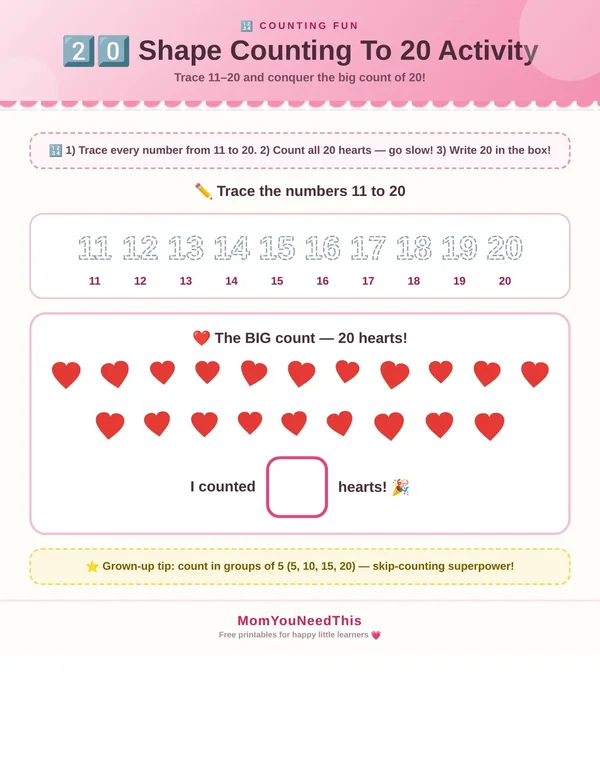 🔢 COUNTING FUN
2️⃣0️⃣ Shape Counting To 20 Activity
Trace 11–20 and conquer the big count of 20!
🔢 1) Trace every number from 11 to 20. 2) Count all 20 hearts — go slow! 3) Write 20 in the box!
✏️ Trace the numbers 11 to 20
11 12 13 14 15 16 17 18 19 20
11 12 13 14 15 16 17 18 19 20
❤️ The BIG count — 20 hearts!
I counted hearts! 🎉
⭐ Grown-up tip: count in groups of 5 (5, 10, 15, 20) — skip-counting superpower!
MomYouNeedThis
Free printables for happy little learners 💗